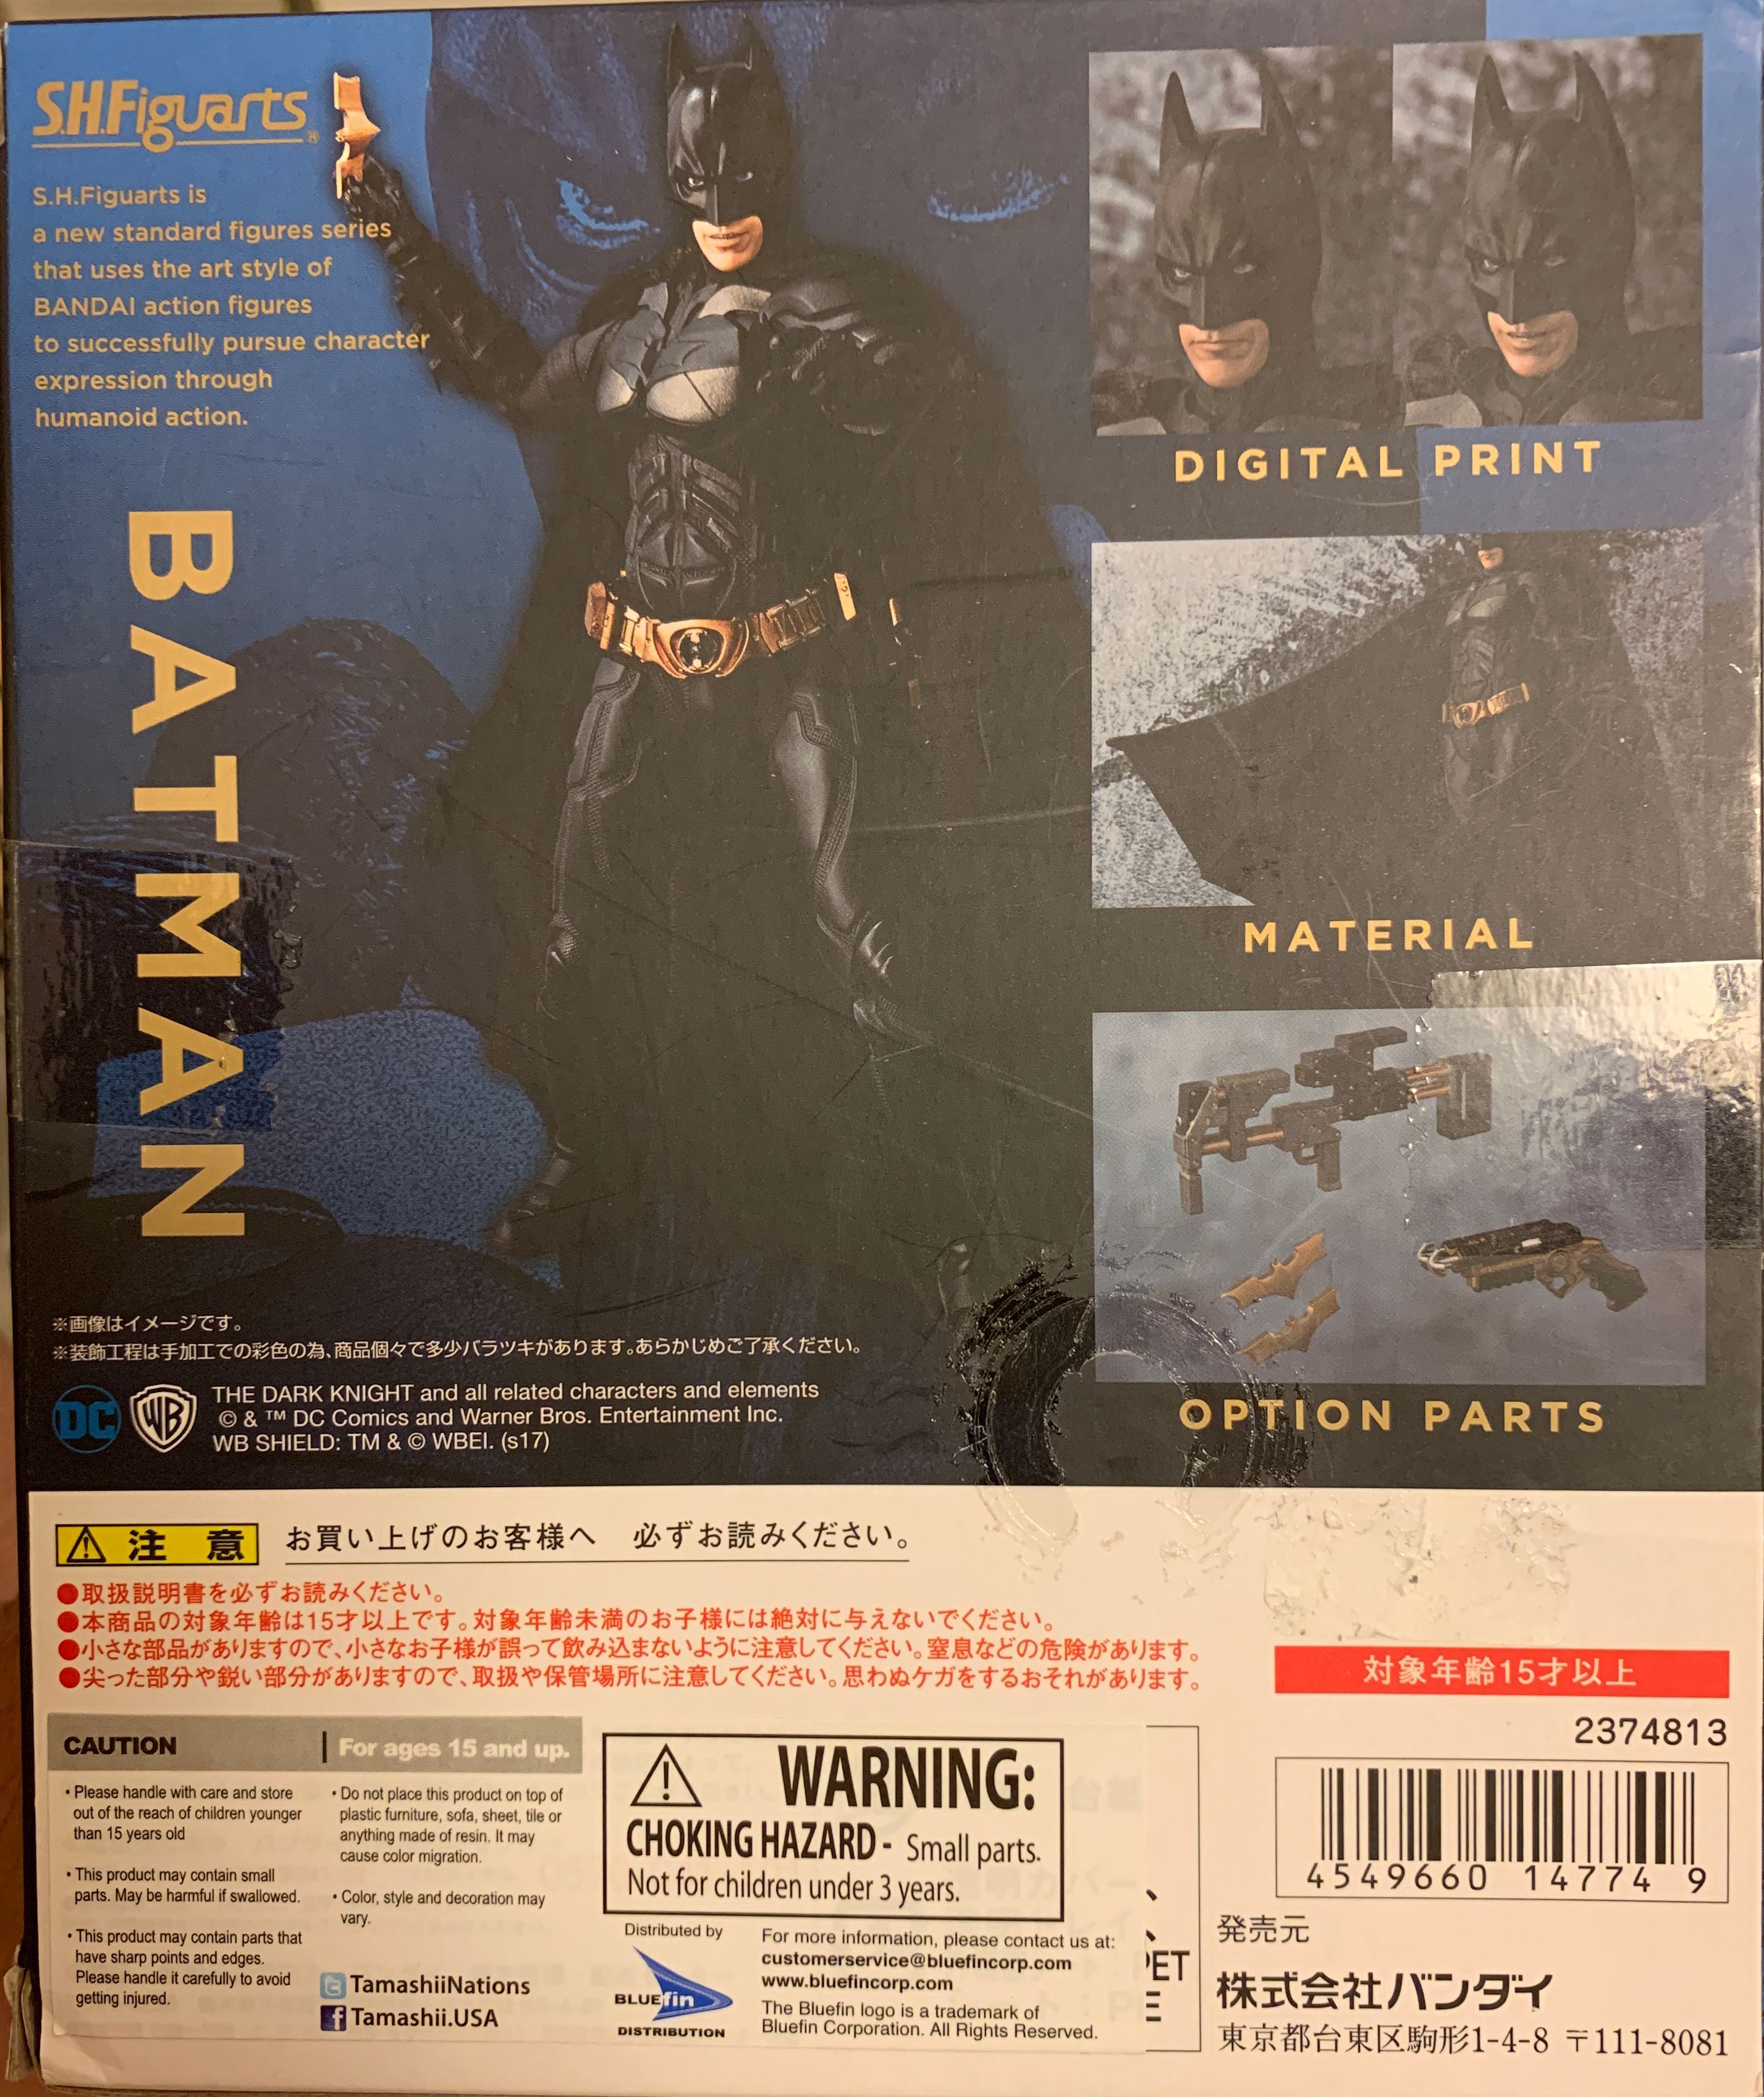 S.H.Figuarts®
S.H.Figuarts is
a new standard figures series
that uses the art style of
BANDAI action figures
to successfully pursue character
expression through
humanoid action.
BATMAN
DIGITAL PRINT
MATERIAL
OPTION PARTS
※画像はイメージです。
※装飾工程は手加工での彩色の為、商品個々で多少バラツキがあります。あらかじめご了承ください。
DC
WB
THE DARK KNIGHT and all related characters and elements
© & ™ DC Comics and Warner Bros. Entertainment Inc.
WB SHIELD: TM & © WBEI. (s17)
注 意
お買い上げのお客様へ 必ずお読みください。
●取扱説明書を必ずお読みください。
●本商品の対象年齢は15才以上です。対象年齢未満のお子様には絶対に与えないでください。
●小さな部品がありますので、小さなお子様が誤って飲み込まないように注意してください。窒息などの危険があります。
●尖った部分や鋭い部分がありますので、取扱や保管場所に注意してください。思わぬケガをするおそれがあります。
CAUTION
For ages 15 and up.
• Please handle with care and store
out of the reach of children younger
than 15 years old
• This product may contain small
parts. May be harmful if swallowed.
• This product may contain parts that
have sharp points and edges.
Please handle it carefully to avoid
getting injured.
• Do not place this product on top of
plastic furniture, sofa, sheet, tile or
anything made of resin. It may
cause color migration.
• Color, style and decoration may
vary.
TamashiiNations
Tamashii.USA
WARNING:
CHOKING HAZARD - Small parts.
Not for children under 3 years.
Distributed by
BLUEfin
DISTRIBUTION
For more information, please contact us at:
customerservice@bluefincorp.com
www.bluefincorp.com
The Bluefin logo is a trademark of
Bluefin Corporation. All Rights Reserved.
対象年齢15才以上
2374813
4549660 14774 9
発売元
株式会社バンダイ
東京都台東区駒形1-4-8 〒111-8081